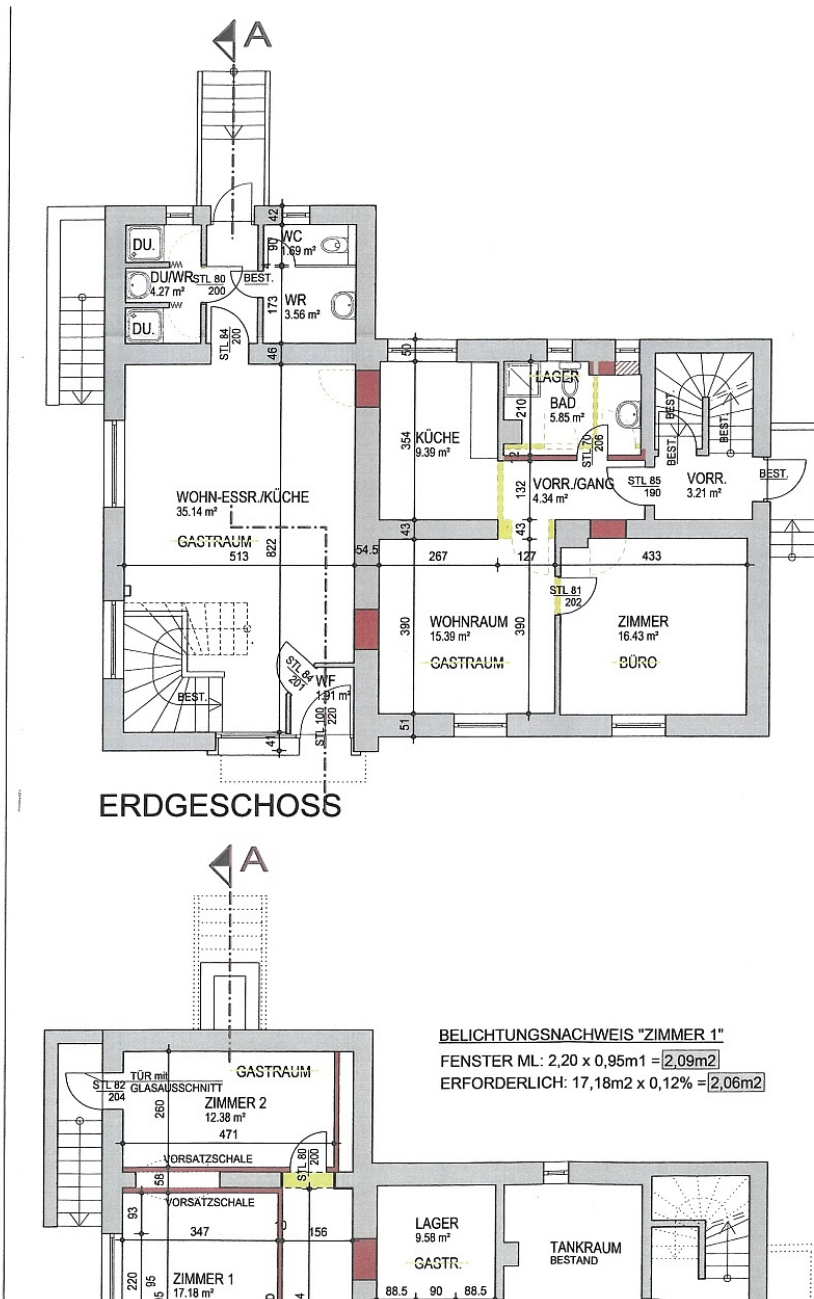 A
42
WC
1.69 m²
90
DU.
DU/WR
4.27 m²
STL 80
200
BEST.
WR
3.56 m²
173
DU.
STL 84
200
46
50
LAGER
BAD
5.85 m²
210
KÜCHE
9.39 m²
354
STL 70
206
12
132
VORR./GANG
4.34 m²
BEST.
BEST.
BEST.
STL 85
190
VORR.
3.21 m²
BEST.
WOHN-ESSR./KÜCHE
35.14 m²
GASTRAUM
513
822
54.5
43
43
267
127
433
STL 81
202
390
WOHNRAUM
15.39 m²
GASTRAUM
390
ZIMMER
16.43 m²
BÜRO
STL 84
201
WF
1.91 m²
BEST.
STL 100
220
41
51
ERDGESCHOSS
A
BELICHTUNGSNACHWEIS "ZIMMER 1"
FENSTER ML: 2,20 x 0,95m1 = 2,09m2
ERFORDERLICH: 17,18m2 x 0,12% = 2,06m2
GASTRAUM
TÜR mit
GLASAUSSCHNITT
STL 82
204
260
ZIMMER 2
12.38 m²
471
STL 80
200
VORSATZSCHALE
58
VORSATZSCHALE
93
347
156
LAGER
9.58 m²
GASTR.
TANKRAUM
BESTAND
220
95
ZIMMER 1
17.18 m²
88.5
90
88.5